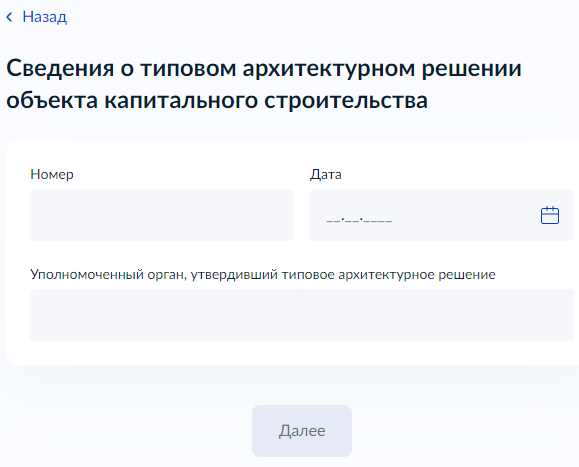 Назад
Сведения о типовом архитектурном решении
объекта капитального строительства
Номер
Дата
__.__.____
Уполномоченный орган, утвердивший типовое архитектурное решение
Далее